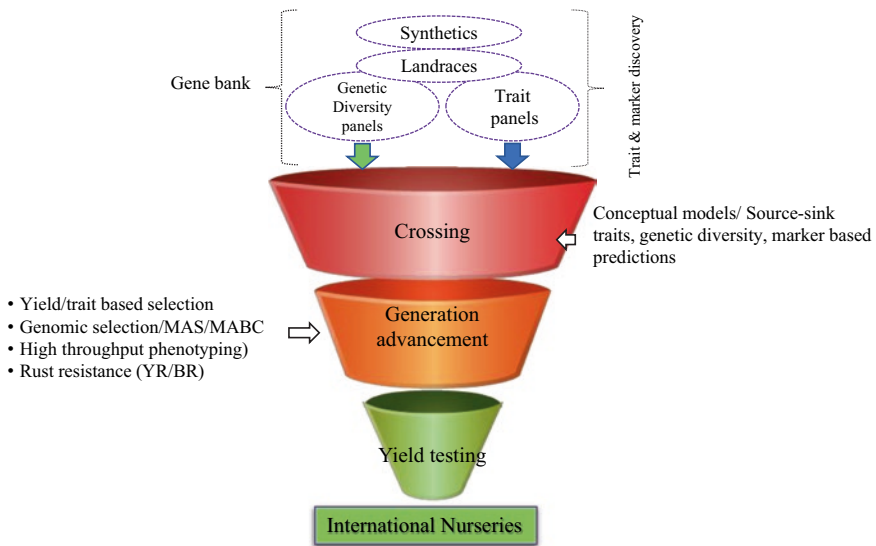 Synthetics
Landraces
Gene bank
Genetic
Diversity
panels
Trait
panels
Trait & marker discovery
Crossing
Conceptual models/ Source-sink
traits, genetic diversity, marker based
predictions
• Yield/trait based selection
• Genomic selection/MAS/MABC
• High throughput phenotyping)
• Rust resistance (YR/BR)
Generation
advancement
Yield testing
International Nurseries